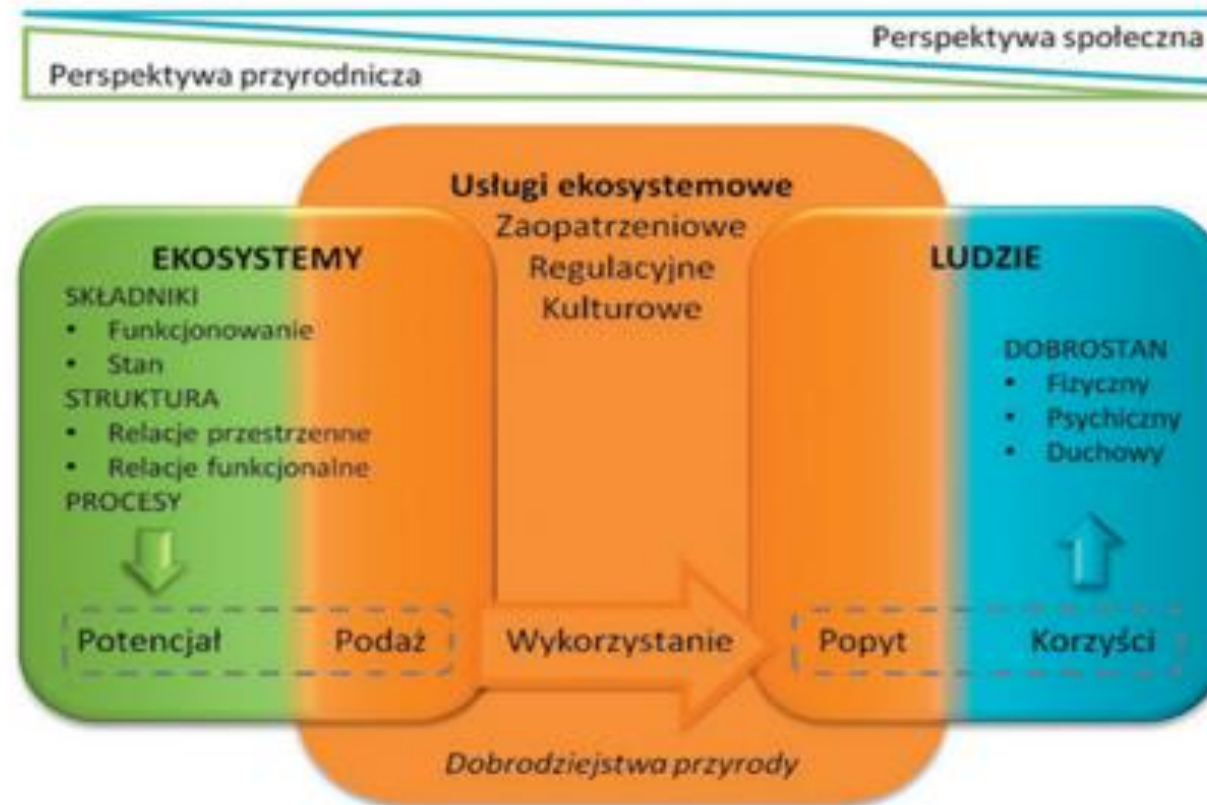 Perspektywa społeczna
Perspektywa przyrodnicza
Usługi ekosystemowe
Zaopatrzeniowe
Regulacyjne
Kulturowe
EKOSYSTEMY
SKŁADNIKI
• Funkcjonowanie
• Stan
STRUKTURA
• Relacje przestrzenne
• Relacje funkcjonalne
PROCESY
Potencjał
Podaż
Wykorzystanie
LUDZIE
DOBROSTAN
• Fizyczny
• Psychiczny
• Duchowy
Popyt
Korzyści
Dobrodziejstwa przyrody